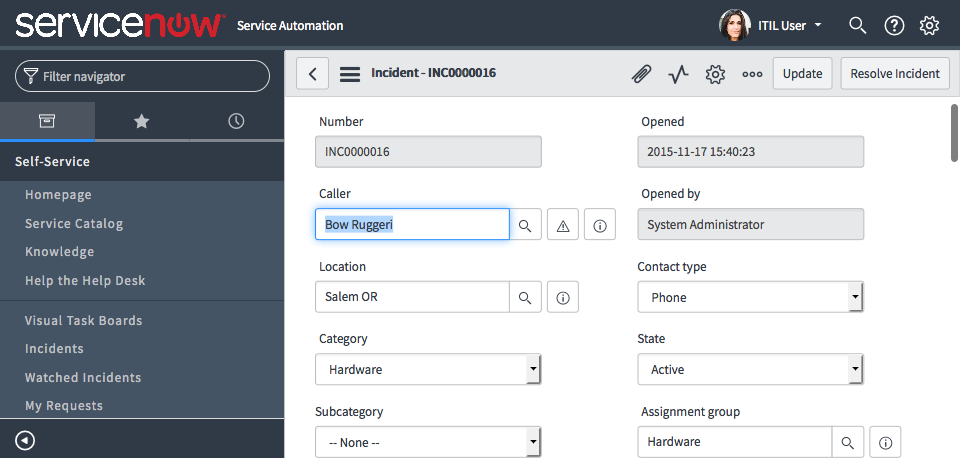 servicenow Service Automation
ITIL User
Filter navigator
Self-Service
Homepage
Service Catalog
Knowledge
Help the Help Desk
Visual Task Boards
Incidents
Watched Incidents
My Requests
Incident - INC0000016
Update
Resolve Incident
Number
INC0000016
Opened
2015-11-17 15:40:23
Caller
Bow Ruggeri
Opened by
System Administrator
Location
Salem OR
Contact type
Phone
Category
Hardware
State
Active
Subcategory
-- None --
Assignment group
Hardware